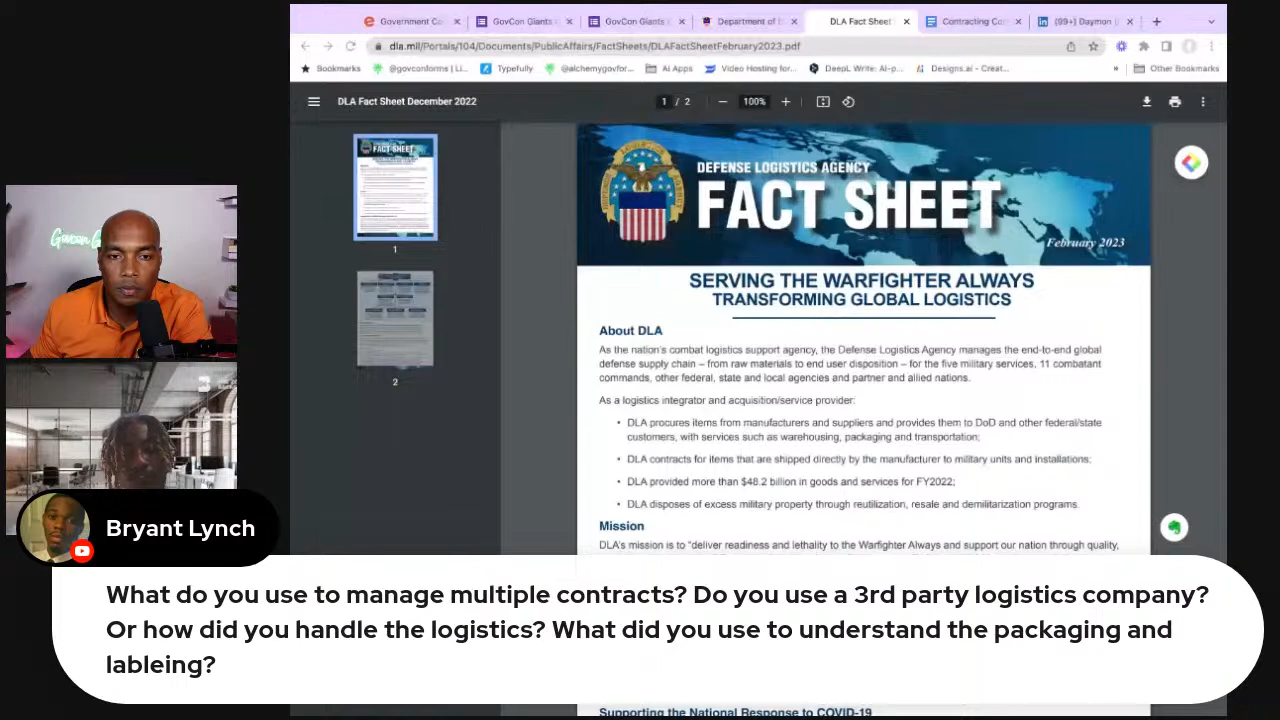 Government Co
GovCon Giants
GovCon Giants
Department of
DLA Fact Sheet
Contracting Co
(99+) Daymon
dla.mil/Portals/104/Documents/PublicAffairs/FactSheets/DLAFactSheetFebruary2023.pdf
Bookmarks
@govconforms | Li...
Typefully
@alchemygovfor...
Ai Apps
Video Hosting for...
DeepL Write: AI-p...
Designs.ai - Creat...
»
Other Bookmarks
DLA Fact Sheet December 2022
1 / 2
100%
1
2
DEFENSE LOGISTICS AGENCY
FACT SHEET
February 2023
SERVING THE WARFIGHTER ALWAYS
TRANSFORMING GLOBAL LOGISTICS
About DLA
As the nation's combat logistics support agency, the Defense Logistics Agency manages the end-to-end global
defense supply chain – from raw materials to end user disposition – for the five military services, 11 combatant
commands, other federal, state and local agencies and partner and allied nations.
As a logistics integrator and acquisition/service provider:
• DLA procures items from manufacturers and suppliers and provides them to DoD and other federal/state
customers, with services such as warehousing, packaging and transportation;
• DLA contracts for items that are shipped directly by the manufacturer to military units and installations;
• DLA provided more than $48.2 billion in goods and services for FY2022;
• DLA disposes of excess military property through reutilization, resale and demilitarization programs.
Mission
DLA's mission is to "deliver readiness and lethality to the Warfighter Always and support our nation through quality,
Bryant Lynch
What do you use to manage multiple contracts? Do you use a 3rd party logistics company?
Or how did you handle the logistics? What did you use to understand the packaging and
lableing?
Supporting the National Response to COVID-19